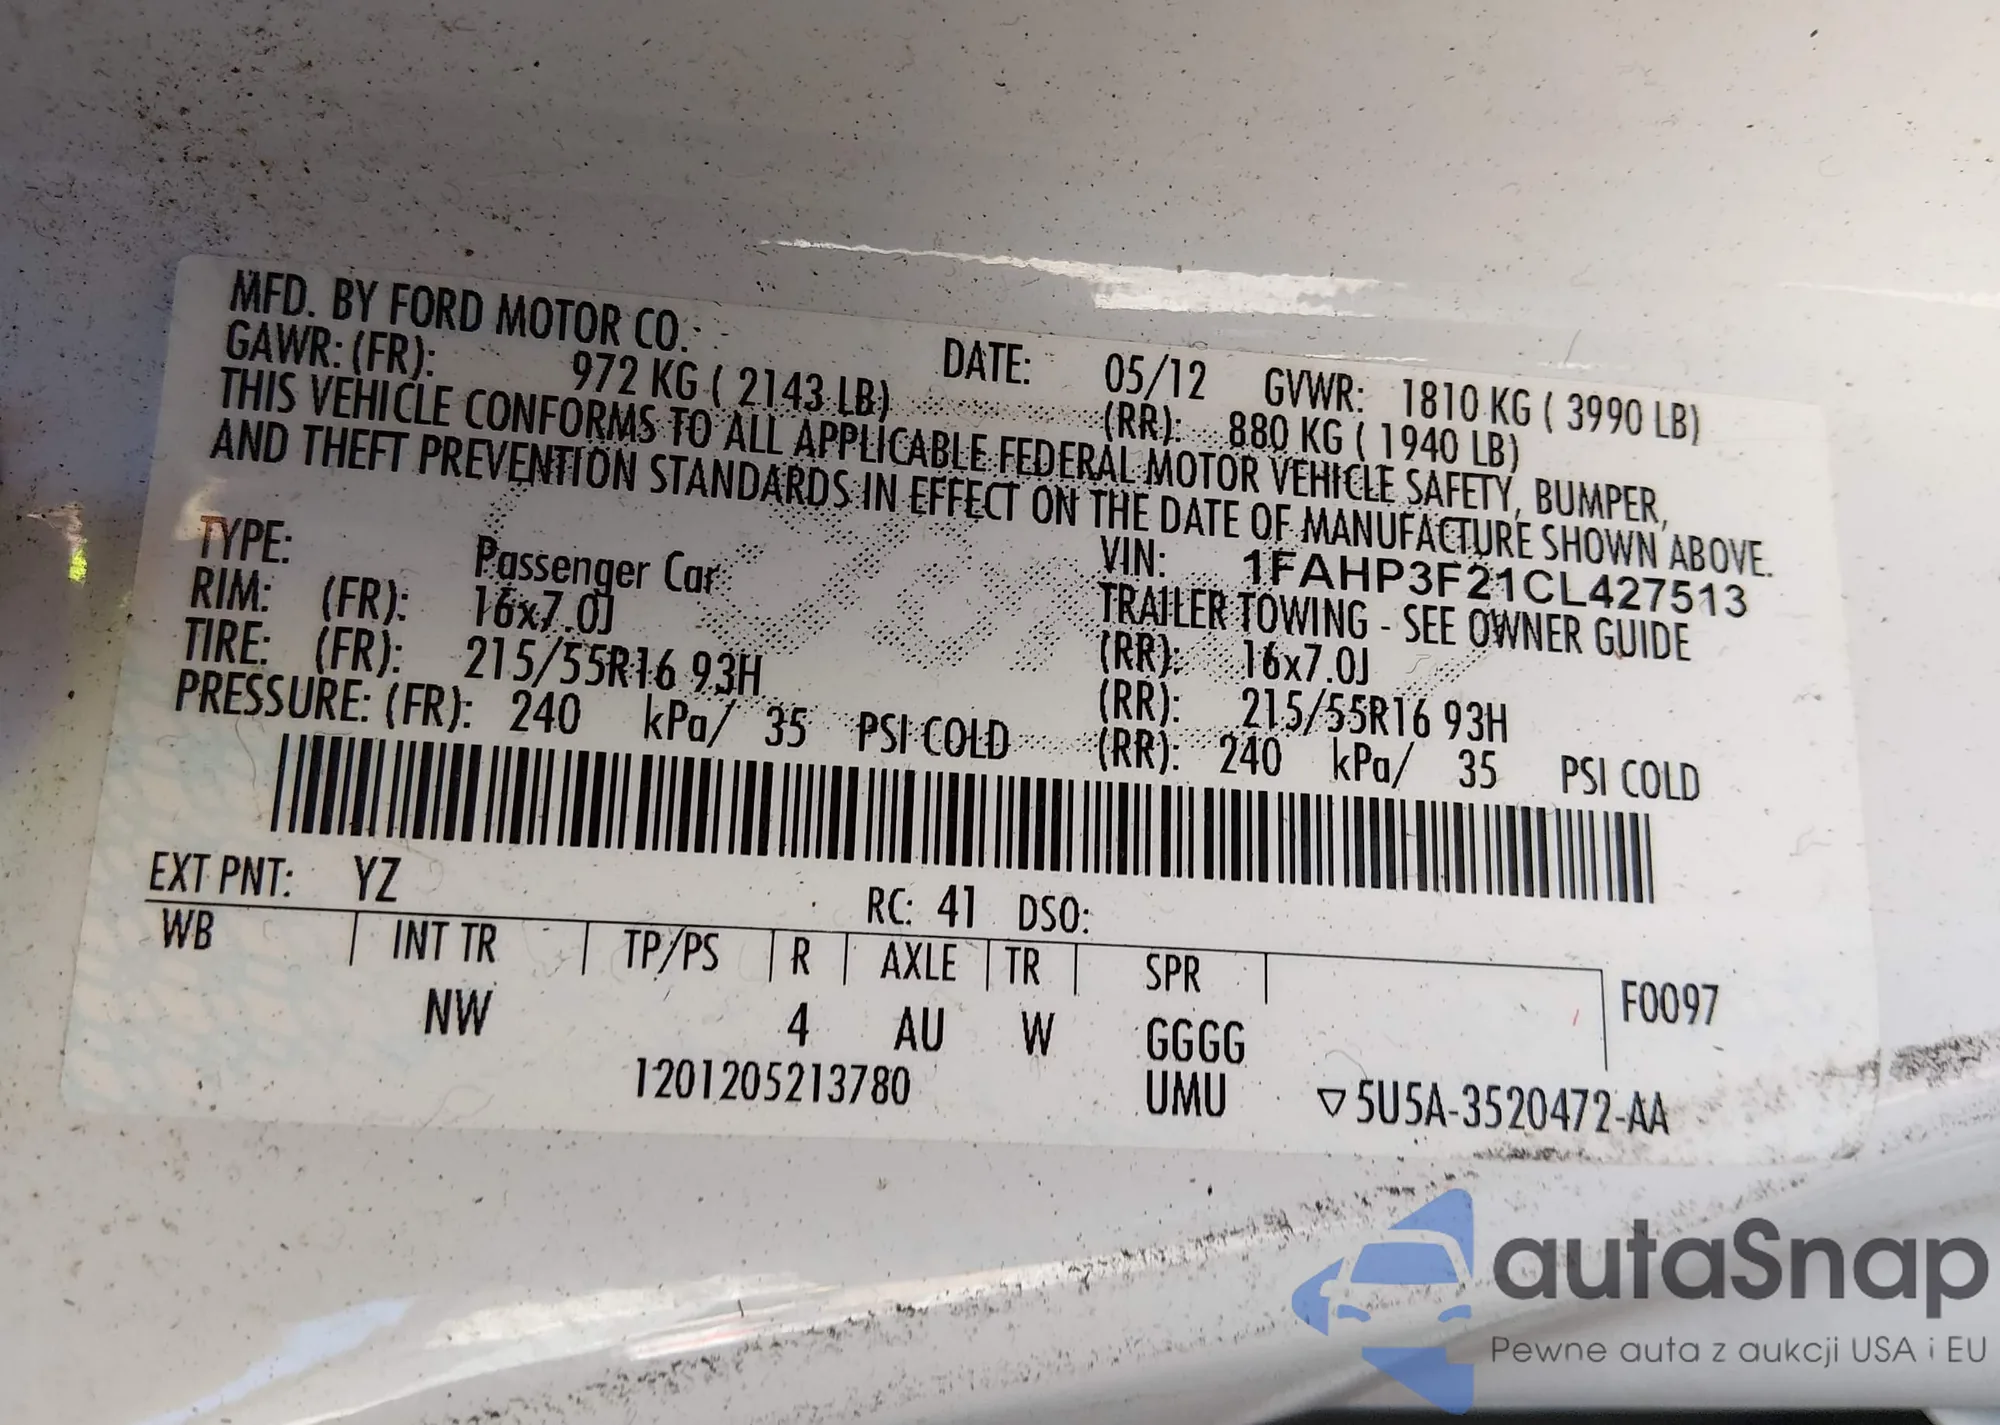 MFD. BY FORD MOTOR CO.
DATE: 05/12 GVWR: 1810 KG ( 3990 LB)
GAWR: (FR): 972 KG ( 2143 LB) (RR): 880 KG ( 1940 LB)
THIS VEHICLE CONFORMS TO ALL APPLICABLE FEDERAL MOTOR VEHICLE SAFETY, BUMPER,
AND THEFT PREVENTION STANDARDS IN EFFECT ON THE DATE OF MANUFACTURE SHOWN ABOVE.
VIN: 1FAHP3F21CL427513
TYPE: Passenger Car TRAILER TOWING - SEE OWNER GUIDE
RIM: (FR): 16x7.0J (RR): 16x7.0J
TIRE: (FR): 215/55R16 93H (RR): 215/55R16 93H
PRESSURE: (FR): 240 kPa/ 35 PSI COLD (RR): 240 kPa/ 35 PSI COLD
EXT PNT: YZ RC: 41 DSO:
WB INT TR TP/PS R AXLE TR SPR F0097
NW 4 AU W GGGG
1201205213780 UMU ▽5U5A-3520472-AA
autaSnap
Pewne auta z aukcji USA i EU